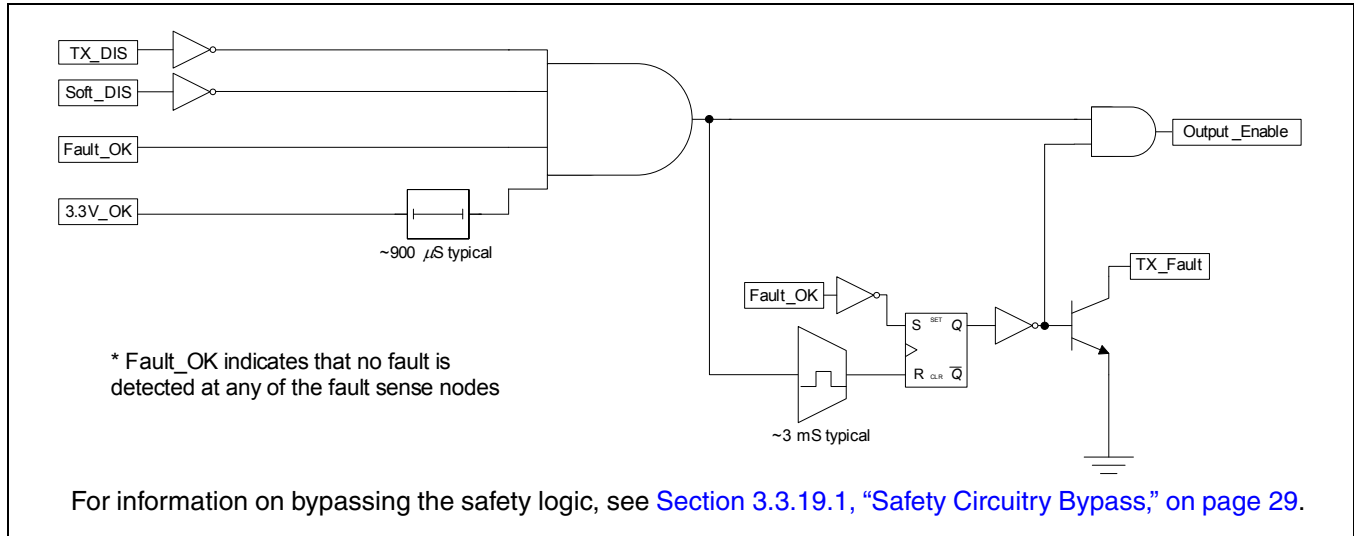 TX_DIS
Soft_DIS
Fault_OK
3.3V_OK
~900 μS typical
Output_Enable
TX_Fault
Fault_OK
S SET Q
R CLR Q̅
~3 mS typical
* Fault_OK indicates that no fault is
detected at any of the fault sense nodes
For information on bypassing the safety logic, see Section 3.3.19.1, “Safety Circuitry Bypass,” on page 29.